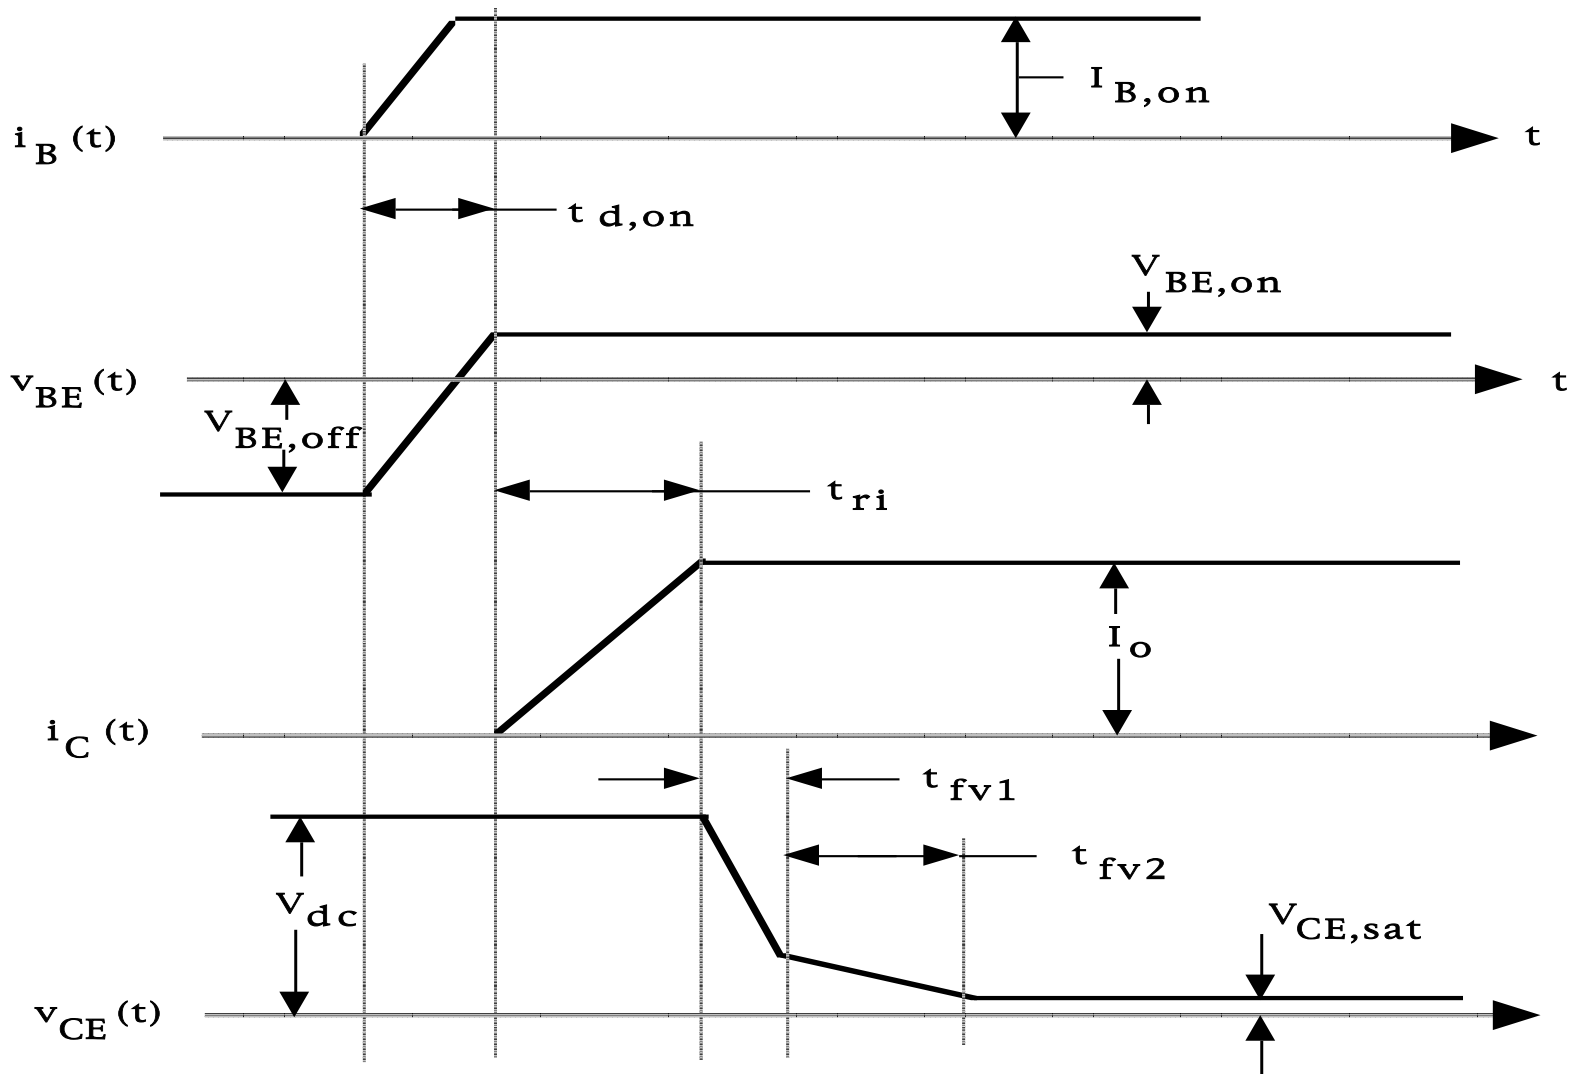 I B,on
i B (t)
t
t d,on
V BE,on
v BE (t)
t
V BE,off
t ri
I o
i C (t)
t fv1
t fv2
V dc
V CE,sat
v CE (t)